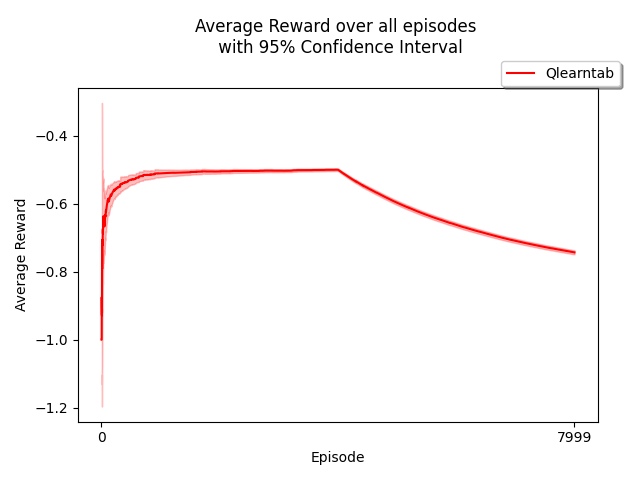 Average Reward over all episodes
with 95% Confidence Interval
Qlearntab
−0.4
−0.6
−0.8
−1.0
−1.2
Average Reward
0
7999
Episode